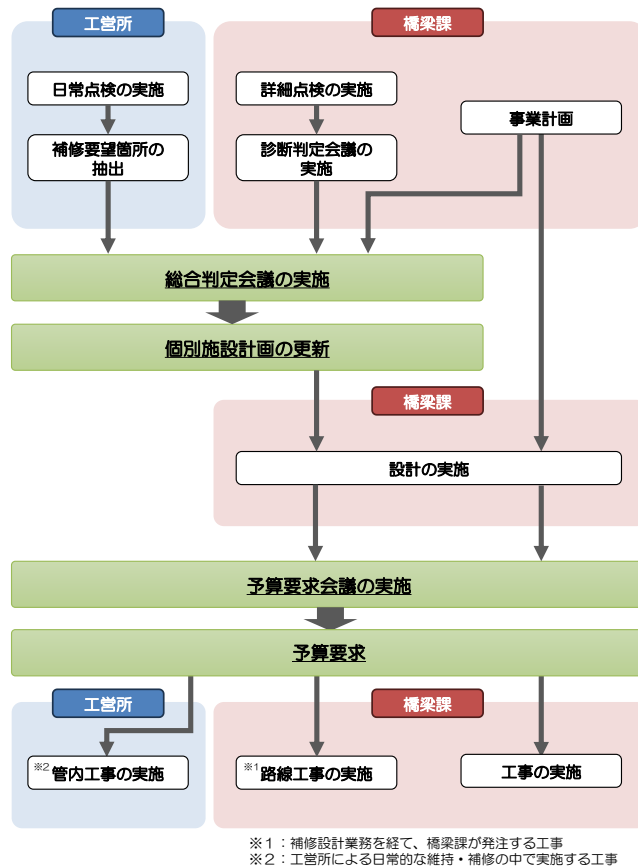 工営所
橋梁課
日常点検の実施
詳細点検の実施
事業計画
補修要望箇所の
抽出
診断判定会議の
実施
総合判定会議の実施
個別施設計画の更新
橋梁課
設計の実施
予算要求会議の実施
予算要求
工営所
橋梁課
※2管内工事の実施
※1路線工事の実施
工事の実施
※1：補修設計業務を経て、橋梁課が発注する工事
※2：工営所による日常的な維持・補修の中で実施する工事